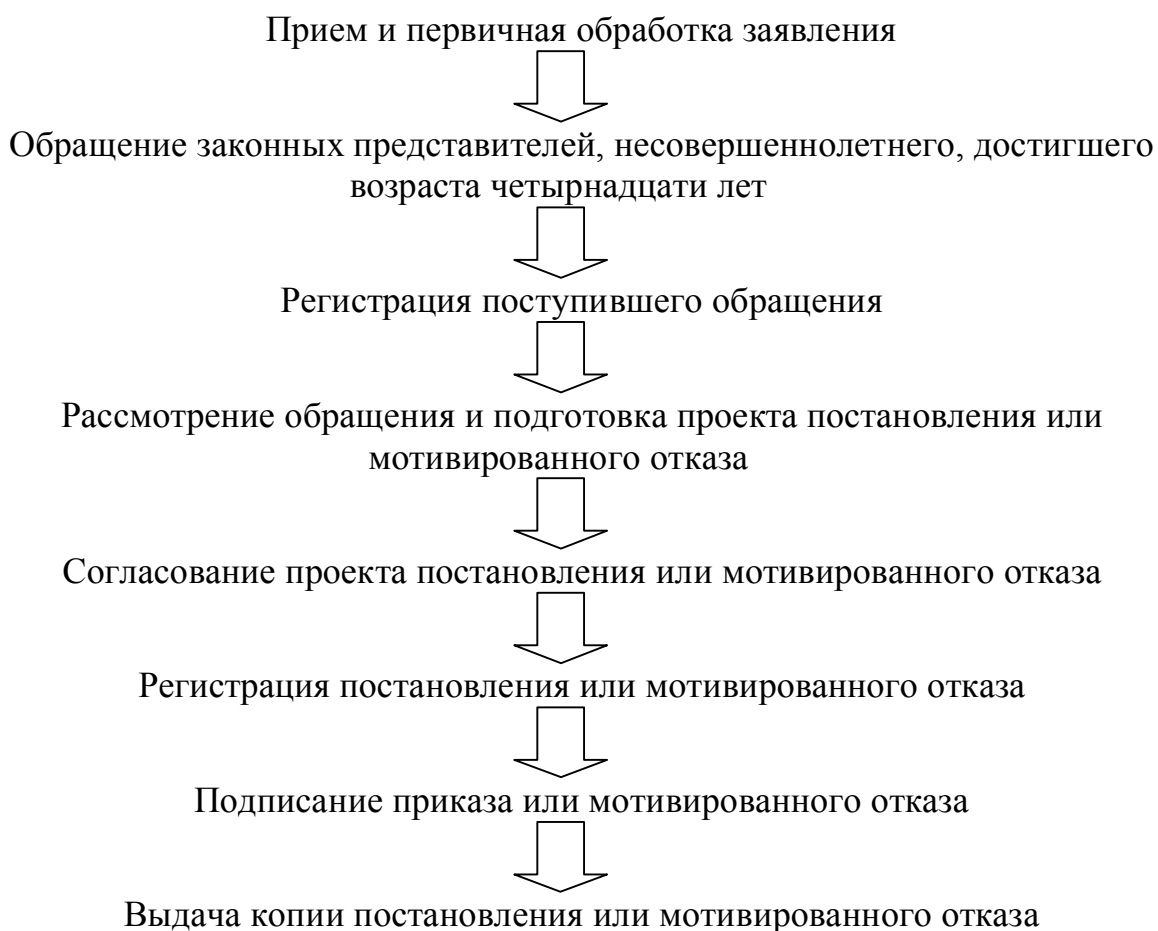 Прием и первичная обработка заявления
Обращение законных представителей, несовершеннолетнего, достигшего
возраста четырнадцати лет
Регистрация поступившего обращения
Рассмотрение обращения и подготовка проекта постановления или
мотивированного отказа
Согласование проекта постановления или мотивированного отказа
Регистрация постановления или мотивированного отказа
Подписание приказа или мотивированного отказа
Выдача копии постановления или мотивированного отказа